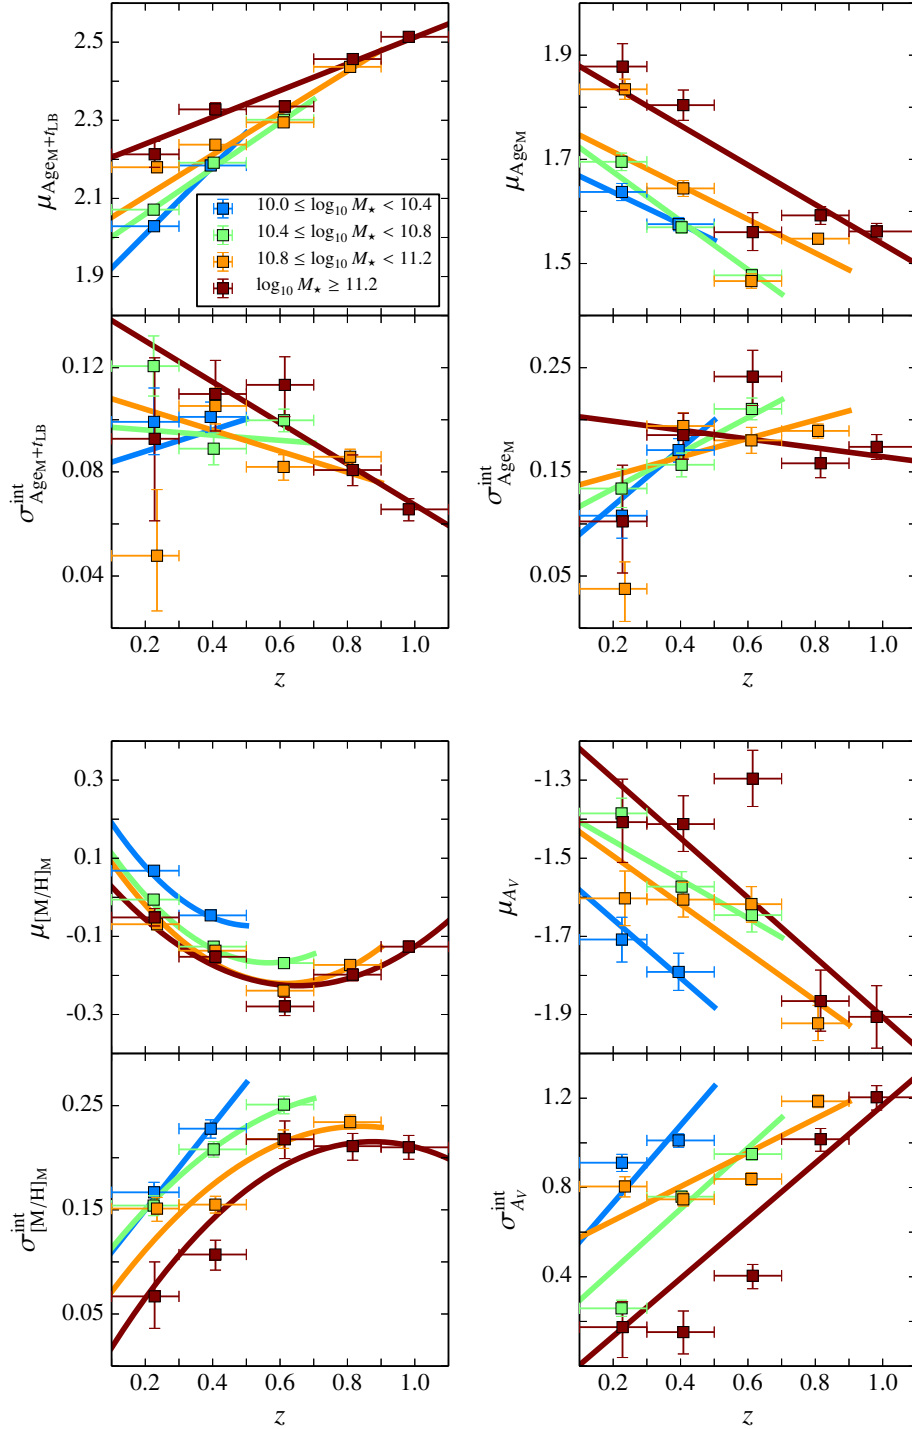 2.5
2.3
2.1
1.9
μ_{Age_M+t_LB}
10.0 ≤ log₁₀ M⋆ < 10.4
10.4 ≤ log₁₀ M⋆ < 10.8
10.8 ≤ log₁₀ M⋆ < 11.2
log₁₀ M⋆ ≥ 11.2
1.9
1.7
1.5
μ_{Age_M}
0.12
0.08
0.04
σ^{int}_{Age_M+t_LB}
0.2 0.4 0.6 0.8 1.0
z
0.25
0.15
0.05
σ^{int}_{Age_M}
0.2 0.4 0.6 0.8 1.0
z
0.3
0.1
-0.1
-0.3
μ_{[M/H]_M}
-1.3
-1.5
-1.7
-1.9
μ_{A_V}
0.25
0.15
0.05
σ^{int}_{[M/H]_M}
0.2 0.4 0.6 0.8 1.0
z
1.2
0.8
0.4
σ^{int}_{A_V}
0.2 0.4 0.6 0.8 1.0
z